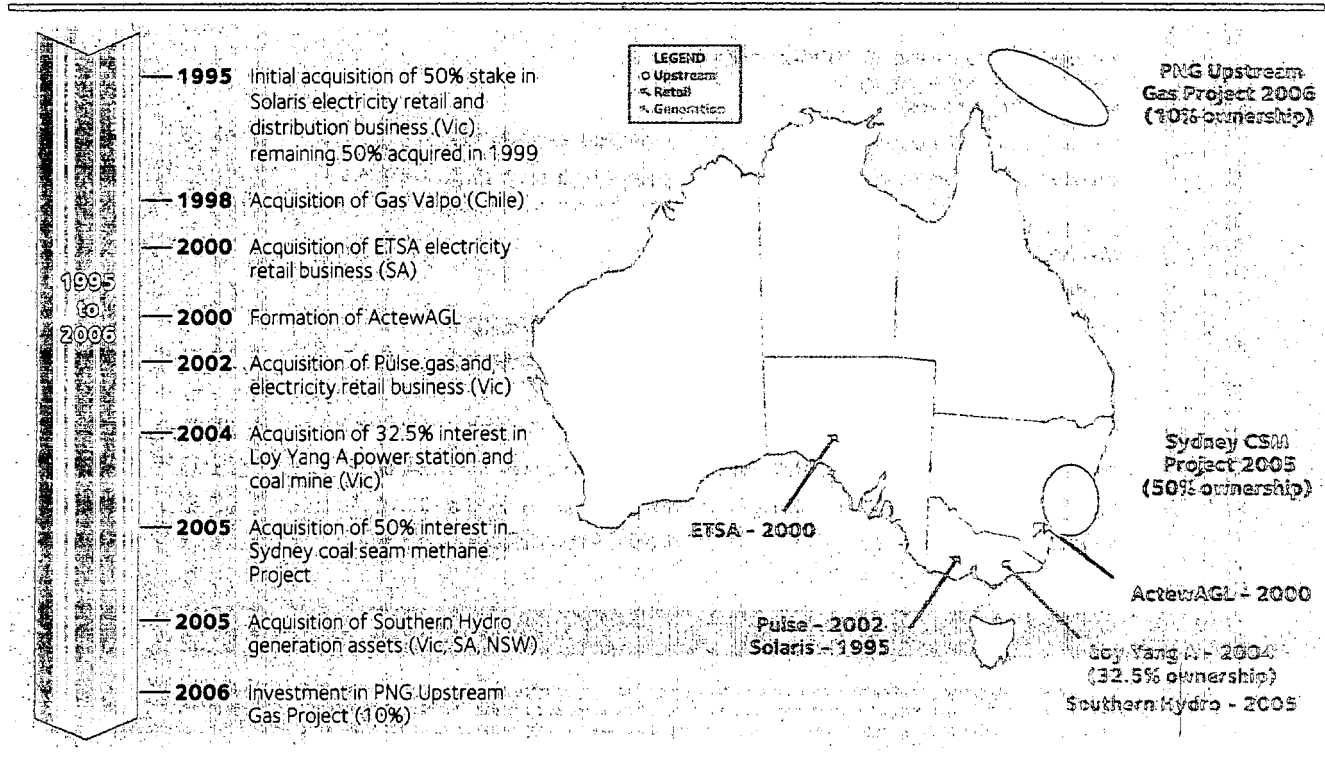 1995
to
2006
1995 Initial acquisition of 50% stake in
Solaris electricity retail and
distribution business (Vic)
remaining 50% acquired in 1999
1998 Acquisition of Gas Valpo (Chile)
2000 Acquisition of ETSA electricity
retail business (SA)
2000 Formation of ActewAGL
2002 Acquisition of Pulse gas and
electricity retail business (Vic)
2004 Acquisition of 32.5% interest in
Loy Yang A power station and
coal mine (Vic)
2005 Acquisition of 50% interest in
Sydney coal seam methane
Project
2005 Acquisition of Southern Hydro
generation assets (Vic, SA, NSW)
2006 Investment in PNG Upstream
Gas Project (10%)
LEGEND
Upstream
Retail
Generation
PNG Upstream
Gas Project 2006
(10% ownership)
Sydney CSM
Project 2005
(50% ownership)
ETSA – 2000
ActewAGL – 2000
Pulse – 2002
Solaris – 1995
Loy Yang A – 2004
(32.5% ownership)
Southern Hydro – 2005